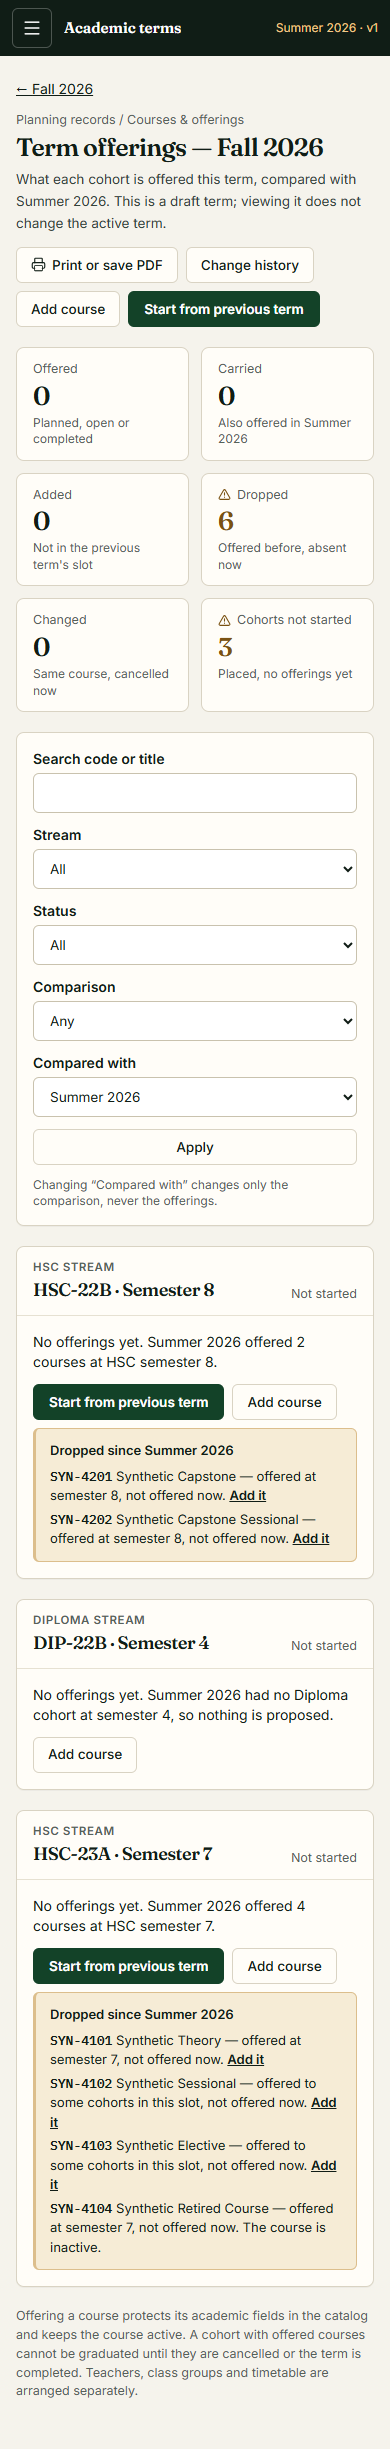 Academic terms
Summer 2026 · v1
← Fall 2026
Planning records / Courses & offerings
Term offerings — Fall 2026
What each cohort is offered this term, compared with
Summer 2026. This is a draft term; viewing it does not
change the active term.
Print or save PDF
Change history
Add course
Start from previous term
Offered
0
Planned, open or
completed
Carried
0
Also offered in Summer
2026
Added
0
Not in the previous
term's slot
Dropped
6
Offered before, absent
now
Changed
0
Same course, cancelled
now
Cohorts not started
3
Placed, no offerings yet
Search code or title
Stream
All
Status
All
Comparison
Any
Compared with
Summer 2026
Apply
Changing “Compared with” changes only the
comparison, never the offerings.
HSC STREAM
HSC-22B · Semester 8
Not started
No offerings yet. Summer 2026 offered 2
courses at HSC semester 8.
Start from previous term
Add course
Dropped since Summer 2026
SYN-4201 Synthetic Capstone — offered at
semester 8, not offered now. Add it
SYN-4202 Synthetic Capstone Sessional —
offered at semester 8, not offered now. Add it
DIPLOMA STREAM
DIP-22B · Semester 4
Not started
No offerings yet. Summer 2026 had no Diploma
cohort at semester 4, so nothing is proposed.
Add course
HSC STREAM
HSC-23A · Semester 7
Not started
No offerings yet. Summer 2026 offered 4
courses at HSC semester 7.
Start from previous term
Add course
Dropped since Summer 2026
SYN-4101 Synthetic Theory — offered at
semester 7, not offered now. Add it
SYN-4102 Synthetic Sessional — offered to
some cohorts in this slot, not offered now. Add
it
SYN-4103 Synthetic Elective — offered to
some cohorts in this slot, not offered now. Add
it
SYN-4104 Synthetic Retired Course — offered
at semester 7, not offered now. The course is
inactive.
Offering a course protects its academic fields in the catalog
and keeps the course active. A cohort with offered courses
cannot be graduated until they are cancelled or the term is
completed. Teachers, class groups and timetable are
arranged separately.